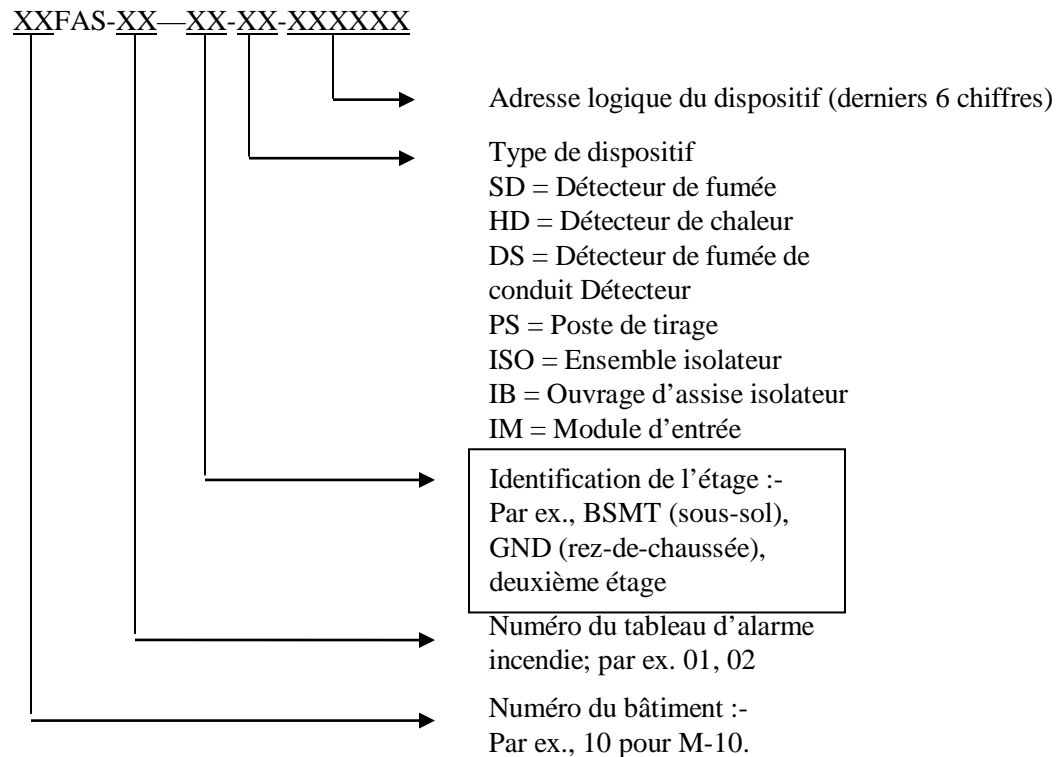 XXFAS-XX—XX-XX-XXXXXX
Adresse logique du dispositif (derniers 6 chiffres)
Type de dispositif
SD = Détecteur de fumée
HD = Détecteur de chaleur
DS = Détecteur de fumée de
conduit Détecteur
PS = Poste de tirage
ISO = Ensemble isolateur
IB = Ouvrage d’assise isolateur
IM = Module d’entrée
Identification de l’étage :-
Par ex., BSMT (sous-sol),
GND (rez-de-chaussée),
deuxième étage
Numéro du tableau d’alarme
incendie; par ex. 01, 02
Numéro du bâtiment :-
Par ex., 10 pour M-10.